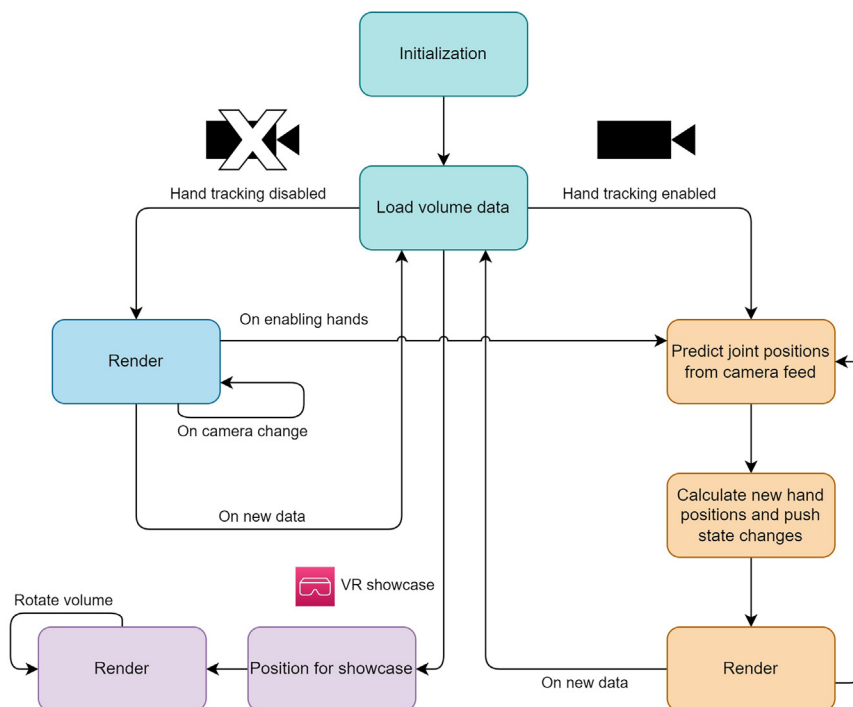 Initialization
Hand tracking disabled
Load volume data
Hand tracking enabled
On enabling hands
Render
Predict joint positions
from camera feed
On camera change
On new data
Calculate new hand
positions and push
state changes
VR showcase
Rotate volume
Render
Position for showcase
Render
On new data